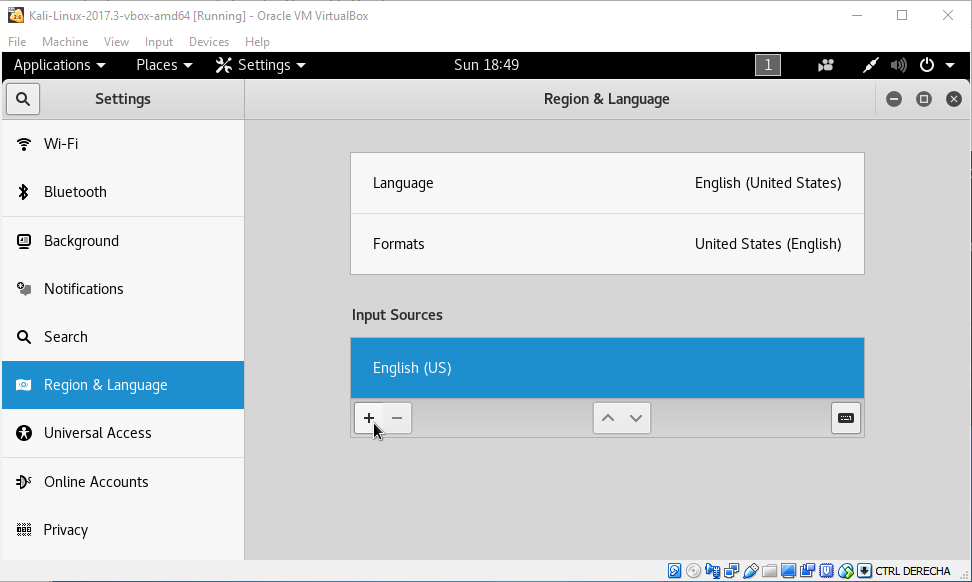 Kali-Linux-2017.3-vbox-amd64 [Running] - Oracle VM VirtualBox
File Machine View Input Devices Help
Applications Places Settings Sun 18:49 1
Settings Region & Language
Wi-Fi
Bluetooth
Background
Notifications
Search
Region & Language
Universal Access
Online Accounts
Privacy
Language English (United States)
Formats United States (English)
Input Sources
English (US)
CTRL DERECHA